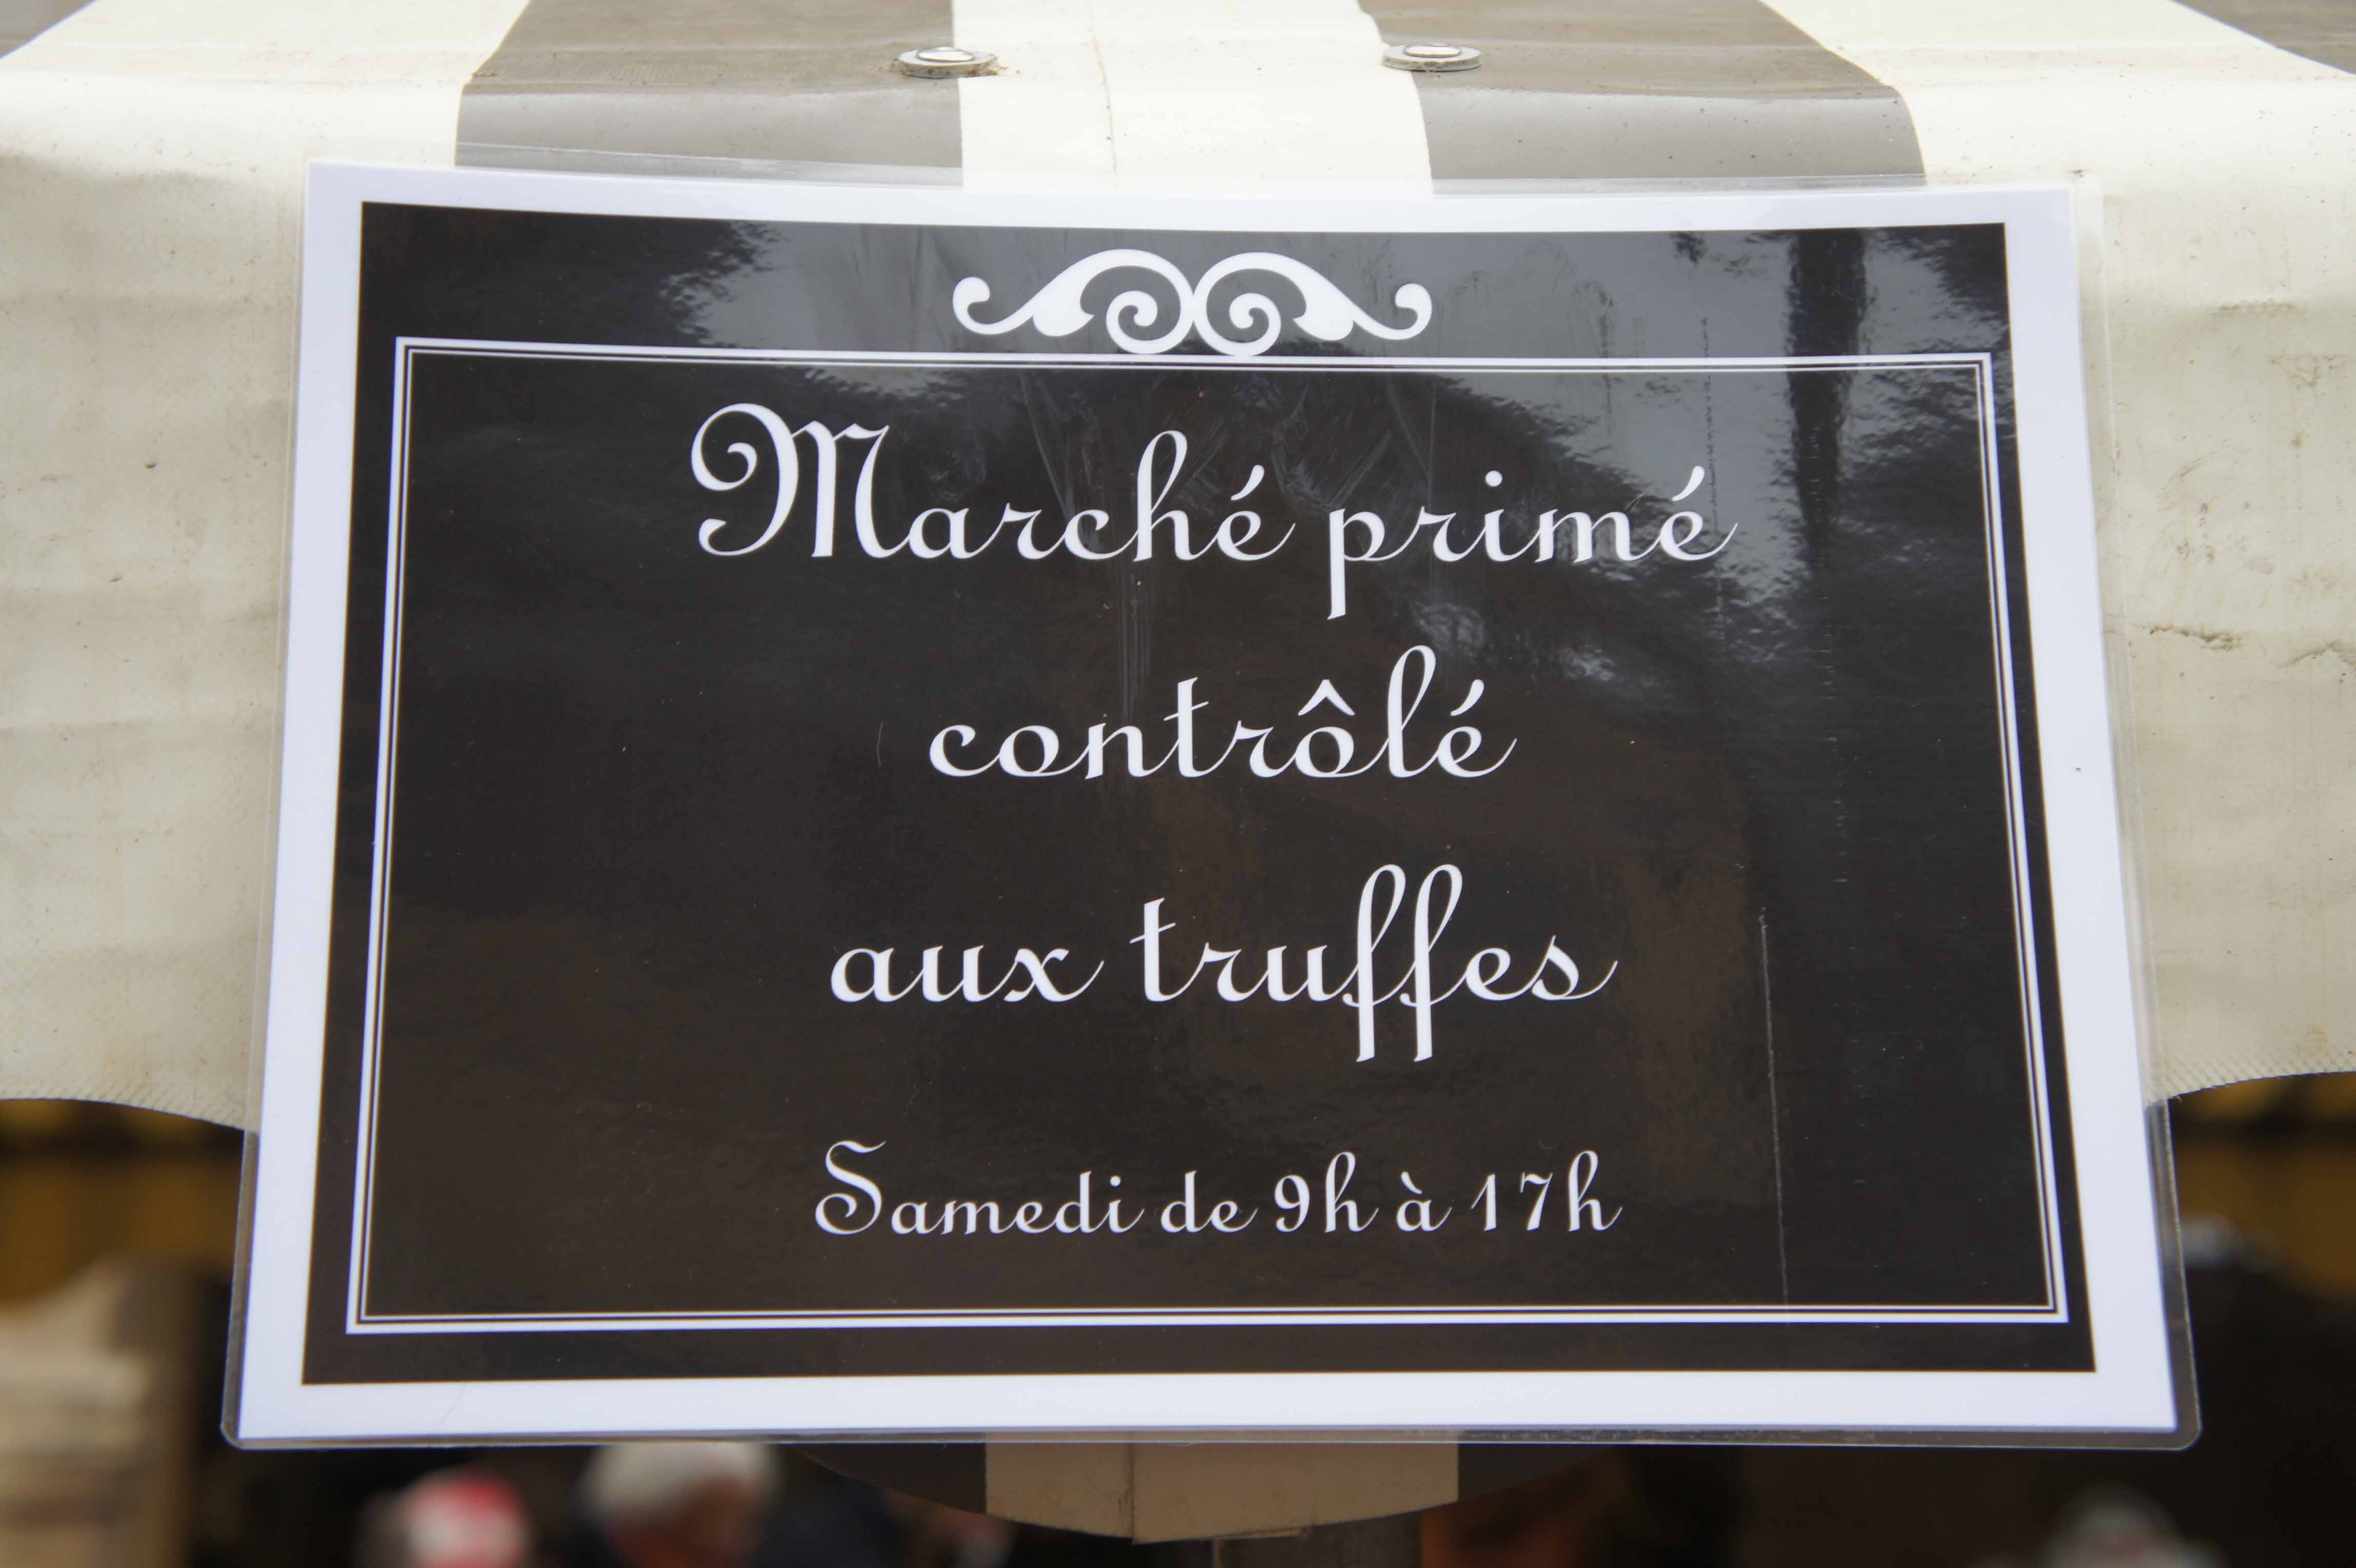 Marché primé
contrôlé
aux truffes
Samedi de 9h à 17h